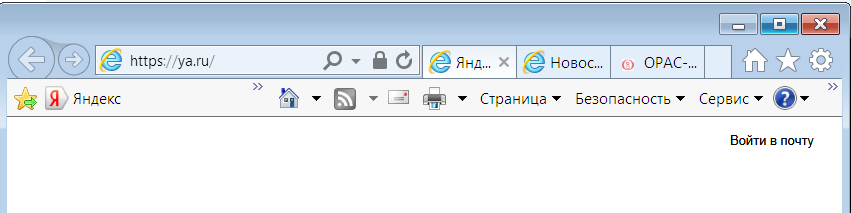 https://ya.ru/ Янд... Новос... OPAC-...
Я Яндекс Страница Безопасность Сервис
Войти в почту